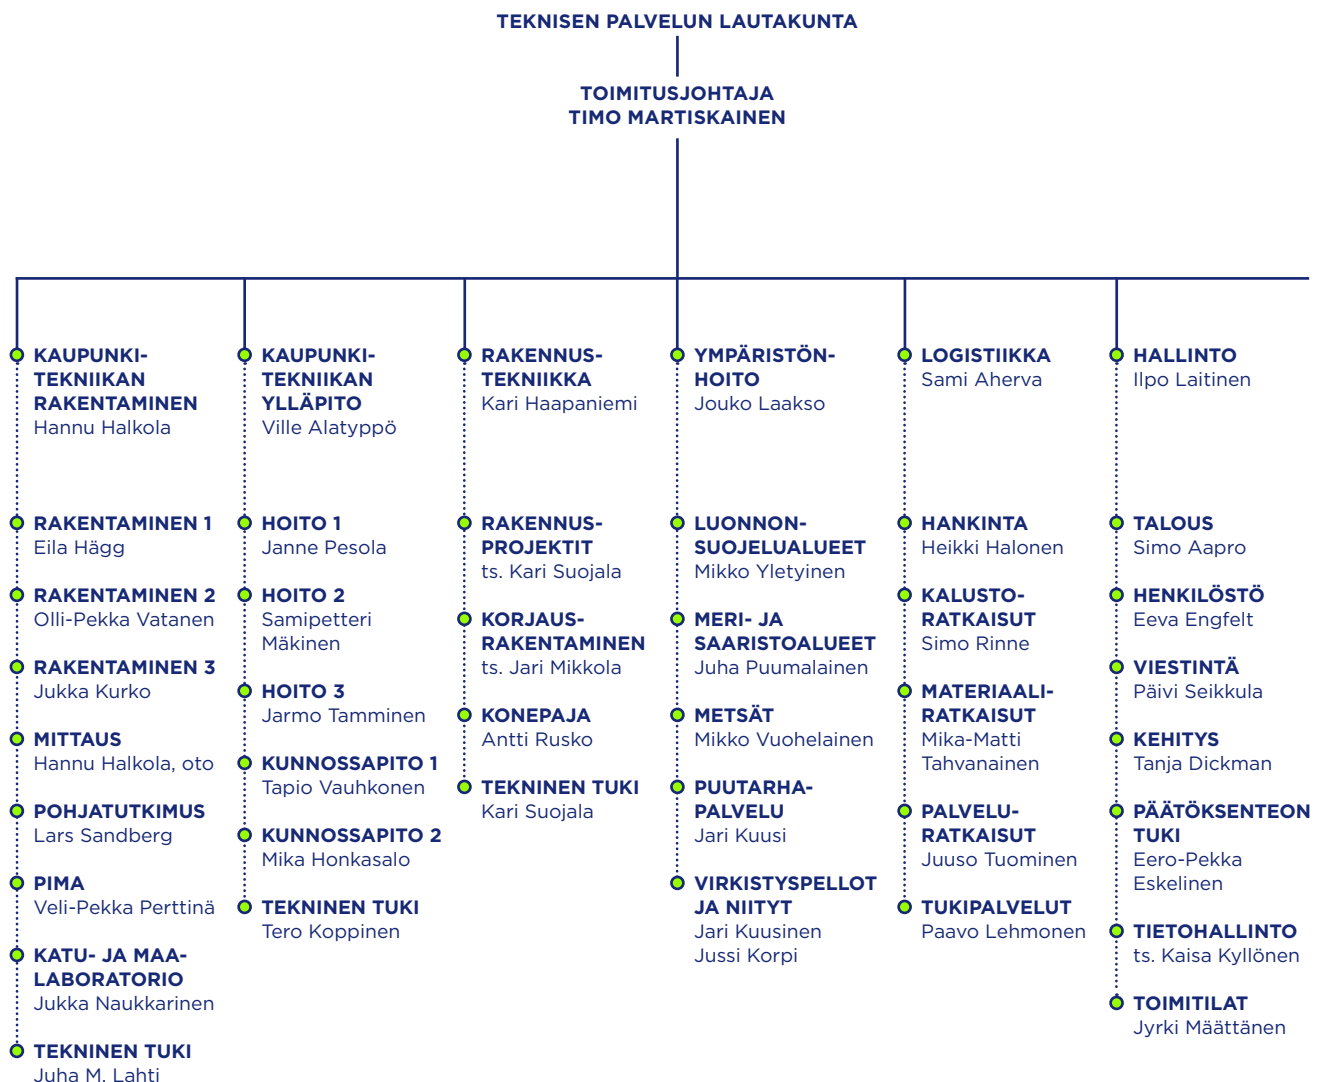 TEKNISEN PALVELUN LAUTAKUNTA
TOIMITUSJOHTAJA
TIMO MARTISKAINEN
KAUPUNKI-
TEKNIIKAN
RAKENTAMINEN
Hannu Halkola
RAKENTAMINEN 1
Eila Hägg
RAKENTAMINEN 2
Olli-Pekka Vatanen
RAKENTAMINEN 3
Jukka Kurko
MITTAUS
Hannu Halkola, oto
POHJATUTKIMUS
Lars Sandberg
PIMA
Veli-Pekka Perttinä
KATU- JA MAA-
LABORATORIO
Jukka Naukkarinen
TEKNINEN TUKI
Juha M. Lahti
KAUPUNKI-
TEKNIIKAN
YLLÄPITO
Ville Alatyppö
HOITO 1
Janne Pesola
HOITO 2
Samipetteri
Mäkinen
HOITO 3
Jarmo Tamminen
KUNNOSSAPITO 1
Tapio Vauhkonen
KUNNOSSAPITO 2
Mika Honkasalo
TEKNINEN TUKI
Tero Koppinen
RAKENNUS-
TEKNIIKKA
Kari Haapaniemi
RAKENNUS-
PROJEKTIT
ts. Kari Suojala
KORJAUS-
RAKENTAMINEN
ts. Jari Mikkola
KONEPAJA
Antti Rusko
TEKNINEN TUKI
Kari Suojala
YMPÄRISTÖN-
HOITO
Jouko Laakso
LUONNON-
SUOJELUALUEET
Mikko Yletyinen
MERI- JA
SAARISTOALUEET
Juha Puumalainen
METSÄT
Mikko Vuohelainen
PUUTARHA-
PALVELU
Jari Kuusi
VIRKISTYSPELLOT
JA NIITYT
Jari Kuusinen
Jussi Korpi
LOGISTIIKKA
Sami Aherva
HANKINTA
Heikki Halonen
KALUSTO-
RATKAISUT
Simo Rinne
MATERIAALI-
RATKAISUT
Mika-Matti
Tahvanainen
PALVELU-
RATKAISUT
Juuso Tuominen
TUKIPALVELUT
Paavo Lehmonen
HALLINTO
Ilpo Laitinen
TALOUS
Simo Aapro
HENKILÖSTÖ
Eeva Engfelt
VIESTINTÄ
Päivi Seikkula
KEHITYS
Tanja Dickman
PÄÄTÖKSENTEON
TUKI
Eero-Pekka
Eskelinen
TIETOHALLINTO
ts. Kaisa Kyllönen
TOIMITILAT
Jyrki Määttänen